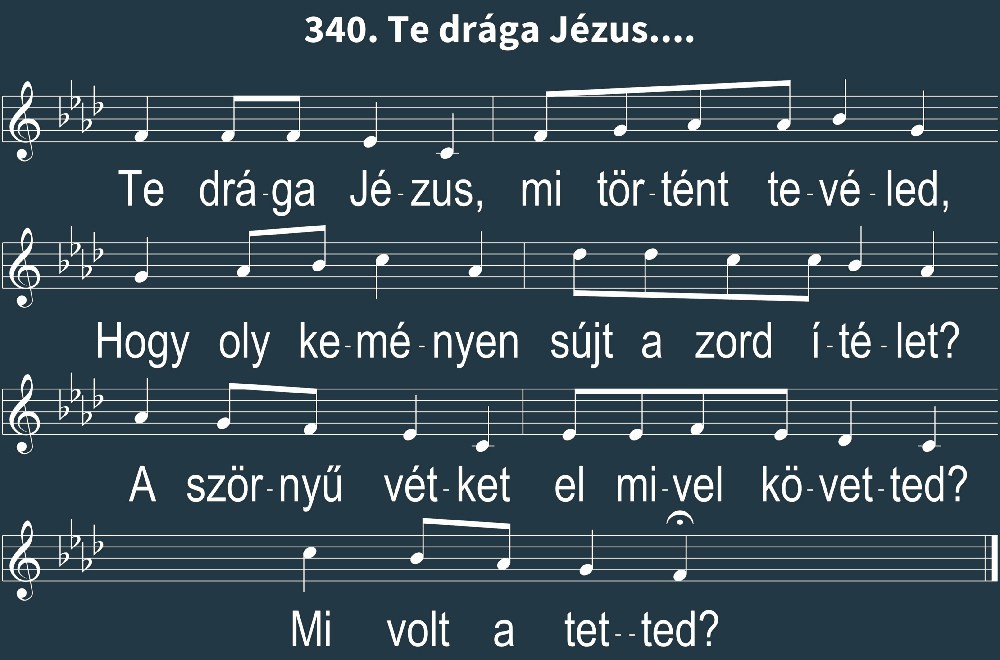 340. Te drága Jézus....
Te drá-ga Jé-zus, mi tör-tént te-vé-led,
Hogy oly ke-mé-nyen sújt a zord í-té-let?
A ször-nyű vét-ket el mi-vel kö-vet-ted?
Mi volt a tet--ted?